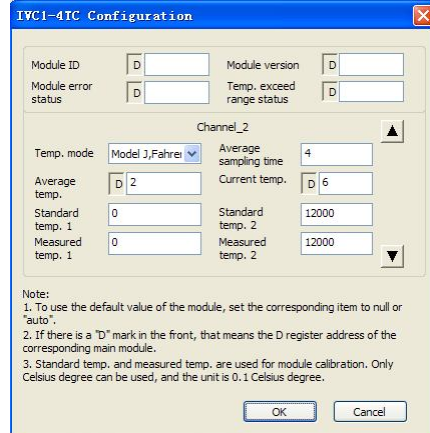 IVC1-4TC Configuration
Module ID D Module version D
Module error status D Temp. exceed range status D
Channel_2
Temp. mode Model J,Fahre Average sampling time 4
Average temp. D 2 Current temp. D 6
Standard temp. 1 0 Standard temp. 2 12000
Measured temp. 1 0 Measured temp. 2 12000
Note:
1. To use the default value of the module, set the corresponding item to null or
"auto".
2. If there is a "D" mark in the front, that means the D register address of the
corresponding main module.
3. Standard temp. and measured temp. are used for module calibration. Only
Celsius degree can be used, and the unit is 0.1 Celsius degree.
OK Cancel